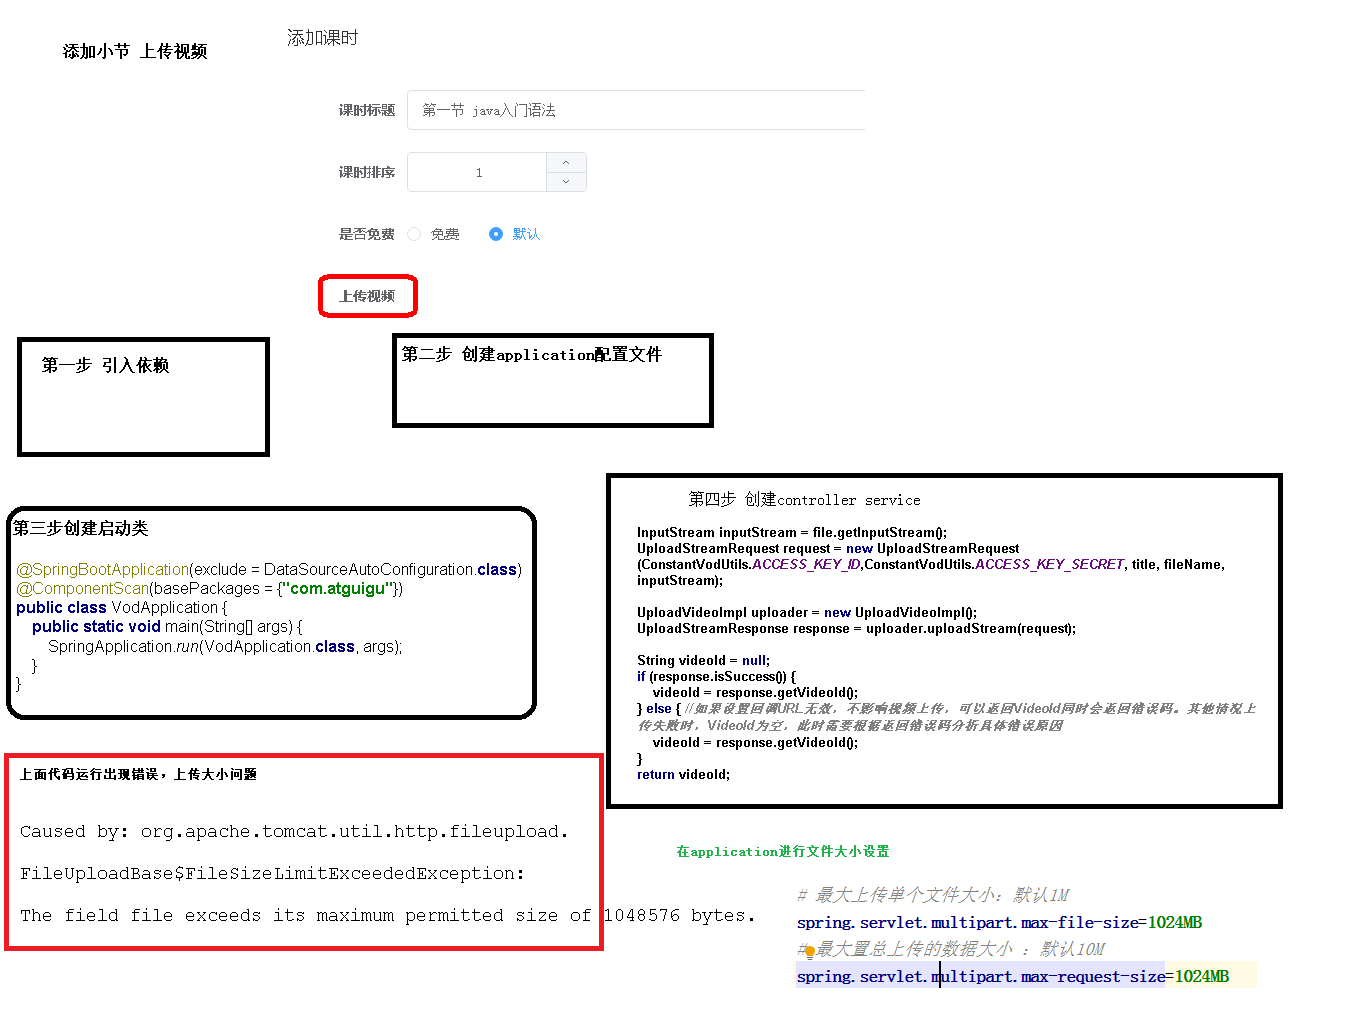 添加小节 上传视频
添加课时
课时标题 第一节 java入门语法
课时排序 1
是否免费 免费 默认
上传视频
第一步 引入依赖
第二步 创建application配置文件
第三步创建启动类
@SpringBootApplication(exclude = DataSourceAutoConfiguration.class)
@ComponentScan(basePackages = {"com.atguigu"})
public class VodApplication {
public static void main(String[] args) {
SpringApplication.run(VodApplication.class, args);
}
}
第四步 创建controller service
InputStream inputStream = file.getInputStream();
UploadStreamRequest request = new UploadStreamRequest
(ConstantVodUtils.ACCESS_KEY_ID,ConstantVodUtils.ACCESS_KEY_SECRET, title, fileName,
inputStream);
UploadVideoImpl uploader = new UploadVideoImpl();
UploadStreamResponse response = uploader.uploadStream(request);
String videoId = null;
if (response.isSuccess()) {
videoId = response.getVideoId();
} else { //如果设置回调URL无效，不影响视频上传，可以返回VideoId同时会返回错误码。其他情况上
传失败时，VideoId为空，此时需要根据返回错误码分析具体错误原因
videoId = response.getVideoId();
}
return videoId;
上面代码运行出现错误，上传大小问题
Caused by: org.apache.tomcat.util.http.fileupload.
FileUploadBase$FileSizeLimitExceededException:
The field file exceeds its maximum permitted size of 1048576 bytes.
在application进行文件大小设置
# 最大上传单个文件大小：默认1M
spring.servlet.multipart.max-file-size=1024MB
# 最大置总上传的数据大小 ：默认10M
spring.servlet.multipart.max-request-size=1024MB